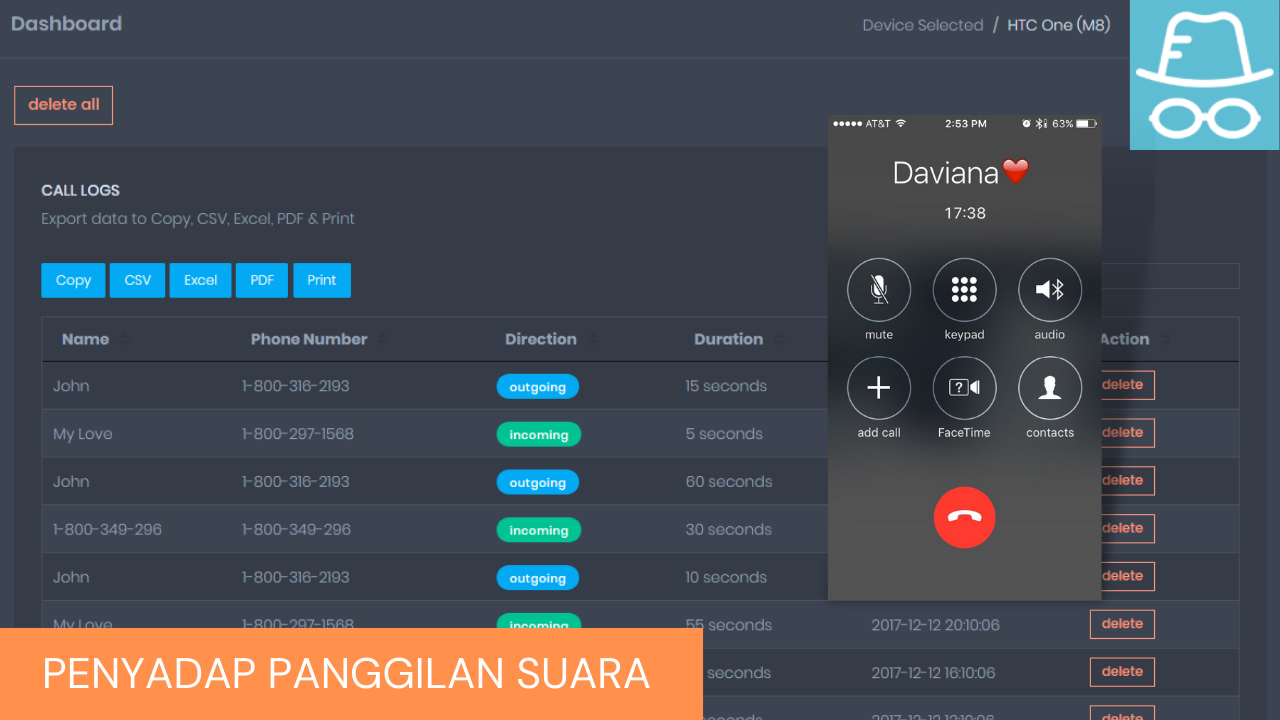 Dashboard
Device Selected / HTC One (M8)
delete all
AT&T 2:53 PM 63%
Daviana❤️
17:38
mute keypad audio
add call FaceTime contacts
CALL LOGS
Export data to Copy, CSV, Excel, PDF & Print
Copy CSV Excel PDF Print
Name Phone Number Direction Duration Action
John 1-800-316-2193 outgoing 15 seconds delete
My Love 1-800-297-1568 incoming 5 seconds delete
John 1-800-316-2193 outgoing 60 seconds delete
1-800-349-296 1-800-349-296 incoming 30 seconds delete
John 1-800-316-2193 outgoing 10 seconds delete
My Love 1-800-297-1568 incoming 55 seconds 2017-12-12 20:10:06 delete
seconds 2017-12-12 16:10:06 delete
PENYADAP PANGGILAN SUARA